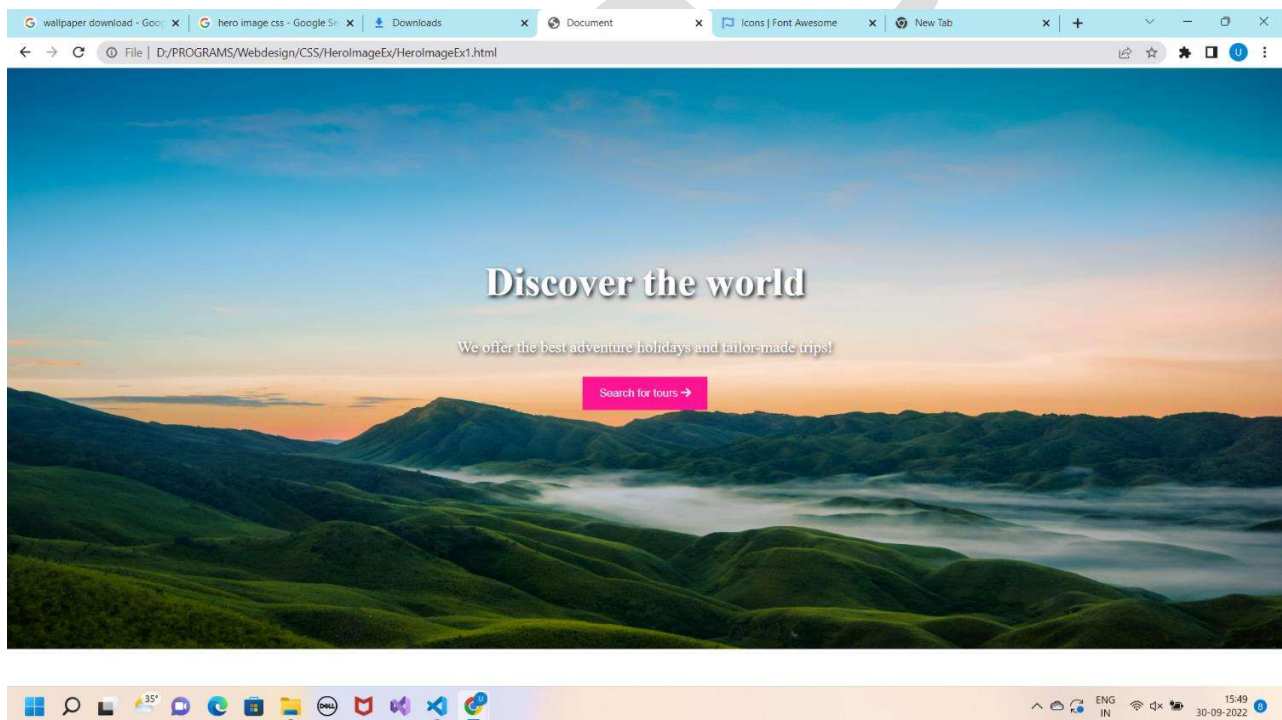 wallpaper download - Goo
hero image css - Google Se
Downloads
Document
Icons | Font Awesome
New Tab
File | D:/PROGRAMS/Webdesign/CSS/HeroImageEx/HeroImageEx1.html
U
Discover the world
We offer the best adventure holidays and tailor-made trips!
Search for tours →
35°
DELL
U
ENG
IN
15:49
30-09-2022
8